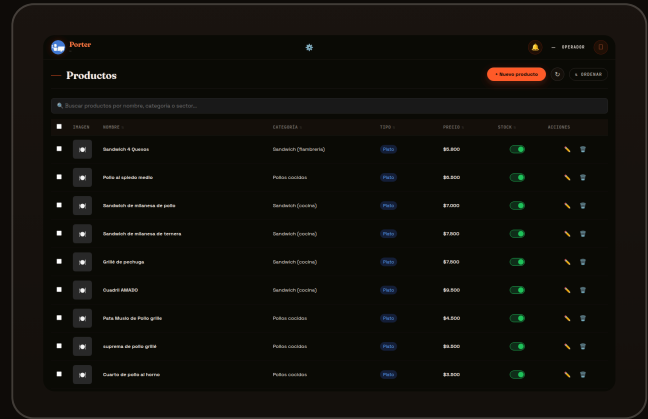 Porter
— OPERADOR O
— Productos
+ Nuevo producto ↻ ⇅ ORDENAR
Buscar productos por nombre, categoría o sector...
IMAGEN NOMBRE CATEGORÍA TIPO PRECIO STOCK ACCIONES
Sandwich 4 Quesos Sandwich (fiambrería) Plato $5.800
Pollo al spiedo medio Pollos cocidos Plato $6.500
Sandwich de milanesa de pollo Sandwich (cocina) Plato $7.000
Sandwich de milanesa de ternera Sandwich (cocina) Plato $7.500
Grillé de pechuga Sandwich (cocina) Plato $7.500
Cuadril AMADO Sandwich (cocina) Plato $9.500
Pata Muslo de Pollo grille Pollos cocidos Plato $4.500
suprema de pollo grillé Pollos cocidos Plato $5.500
Cuarto de pollo al horno Pollos cocidos Plato $3.500